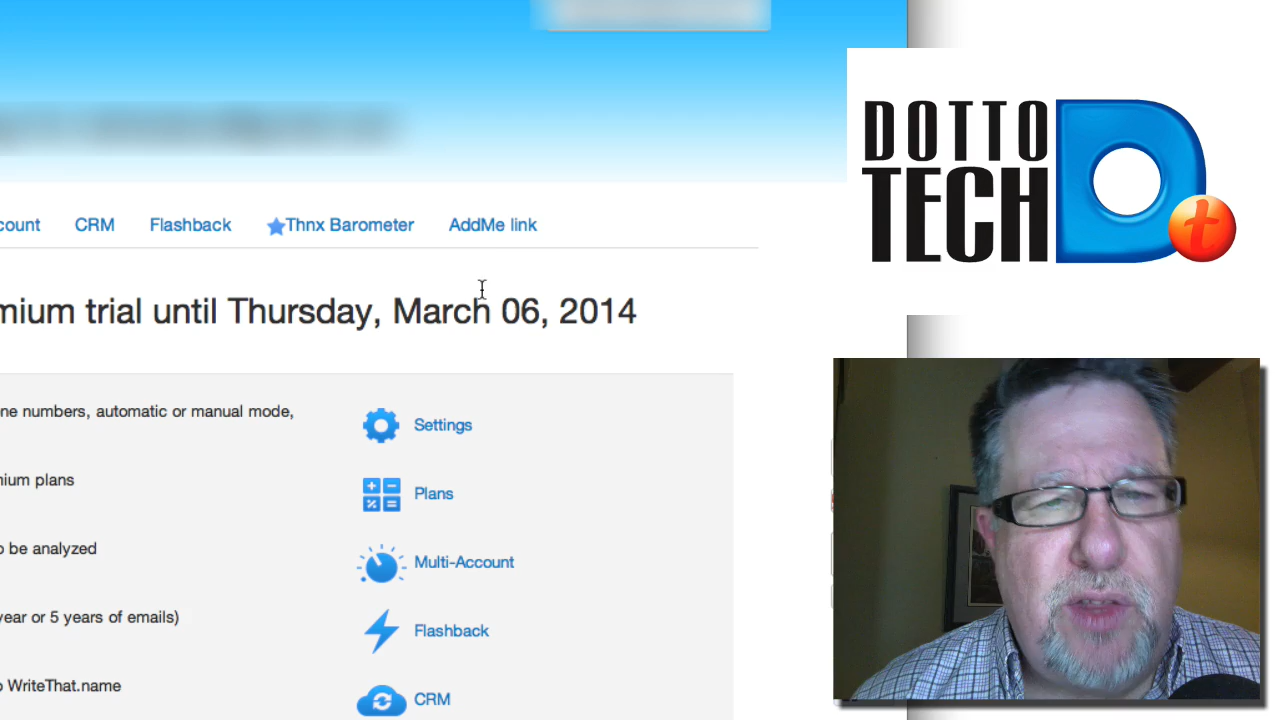 DOTTO
TECH
t
count CRM Flashback Thnx Barometer AddMe link
mium trial until Thursday, March 06, 2014
one numbers, automatic or manual mode,
Settings
mium plans
Plans
o be analyzed
Multi-Account
year or 5 years of emails)
Flashback
o WriteThat.name
CRM